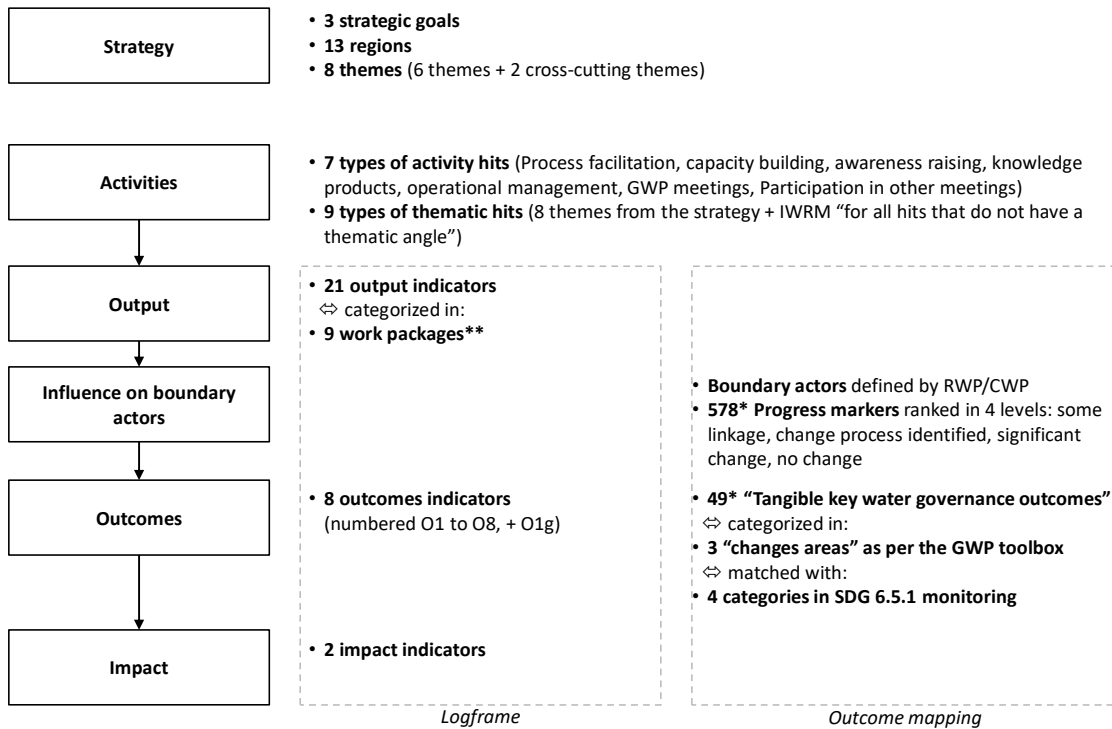 Strategy
• 3 strategic goals
• 13 regions
• 8 themes (6 themes + 2 cross-cutting themes)
Activities
• 7 types of activity hits (Process facilitation, capacity building, awareness raising, knowledge
products, operational management, GWP meetings, Participation in other meetings)
• 9 types of thematic hits (8 themes from the strategy + IWRM “for all hits that do not have a
thematic angle”)
Output
• 21 output indicators
⬄ categorized in:
• 9 work packages**
Influence on boundary
actors
• Boundary actors defined by RWP/CWP
• 578* Progress markers ranked in 4 levels: some
linkage, change process identified, significant
change, no change
Outcomes
• 8 outcomes indicators
(numbered O1 to O8, + O1g)
• 49* “Tangible key water governance outcomes”
⬄ categorized in:
• 3 “changes areas” as per the GWP toolbox
⬄ matched with:
• 4 categories in SDG 6.5.1 monitoring
Impact
• 2 impact indicators
Logframe
Outcome mapping